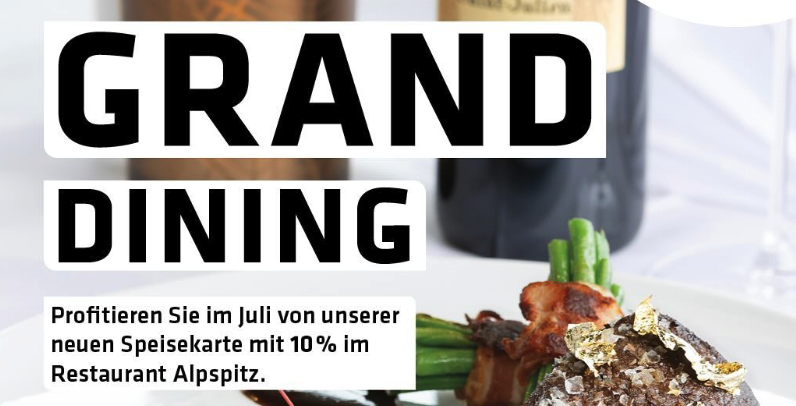 GRAND
DINING
Profitieren Sie im Juli von unserer
neuen Speisekarte mit 10% im
Restaurant Alpspitz.